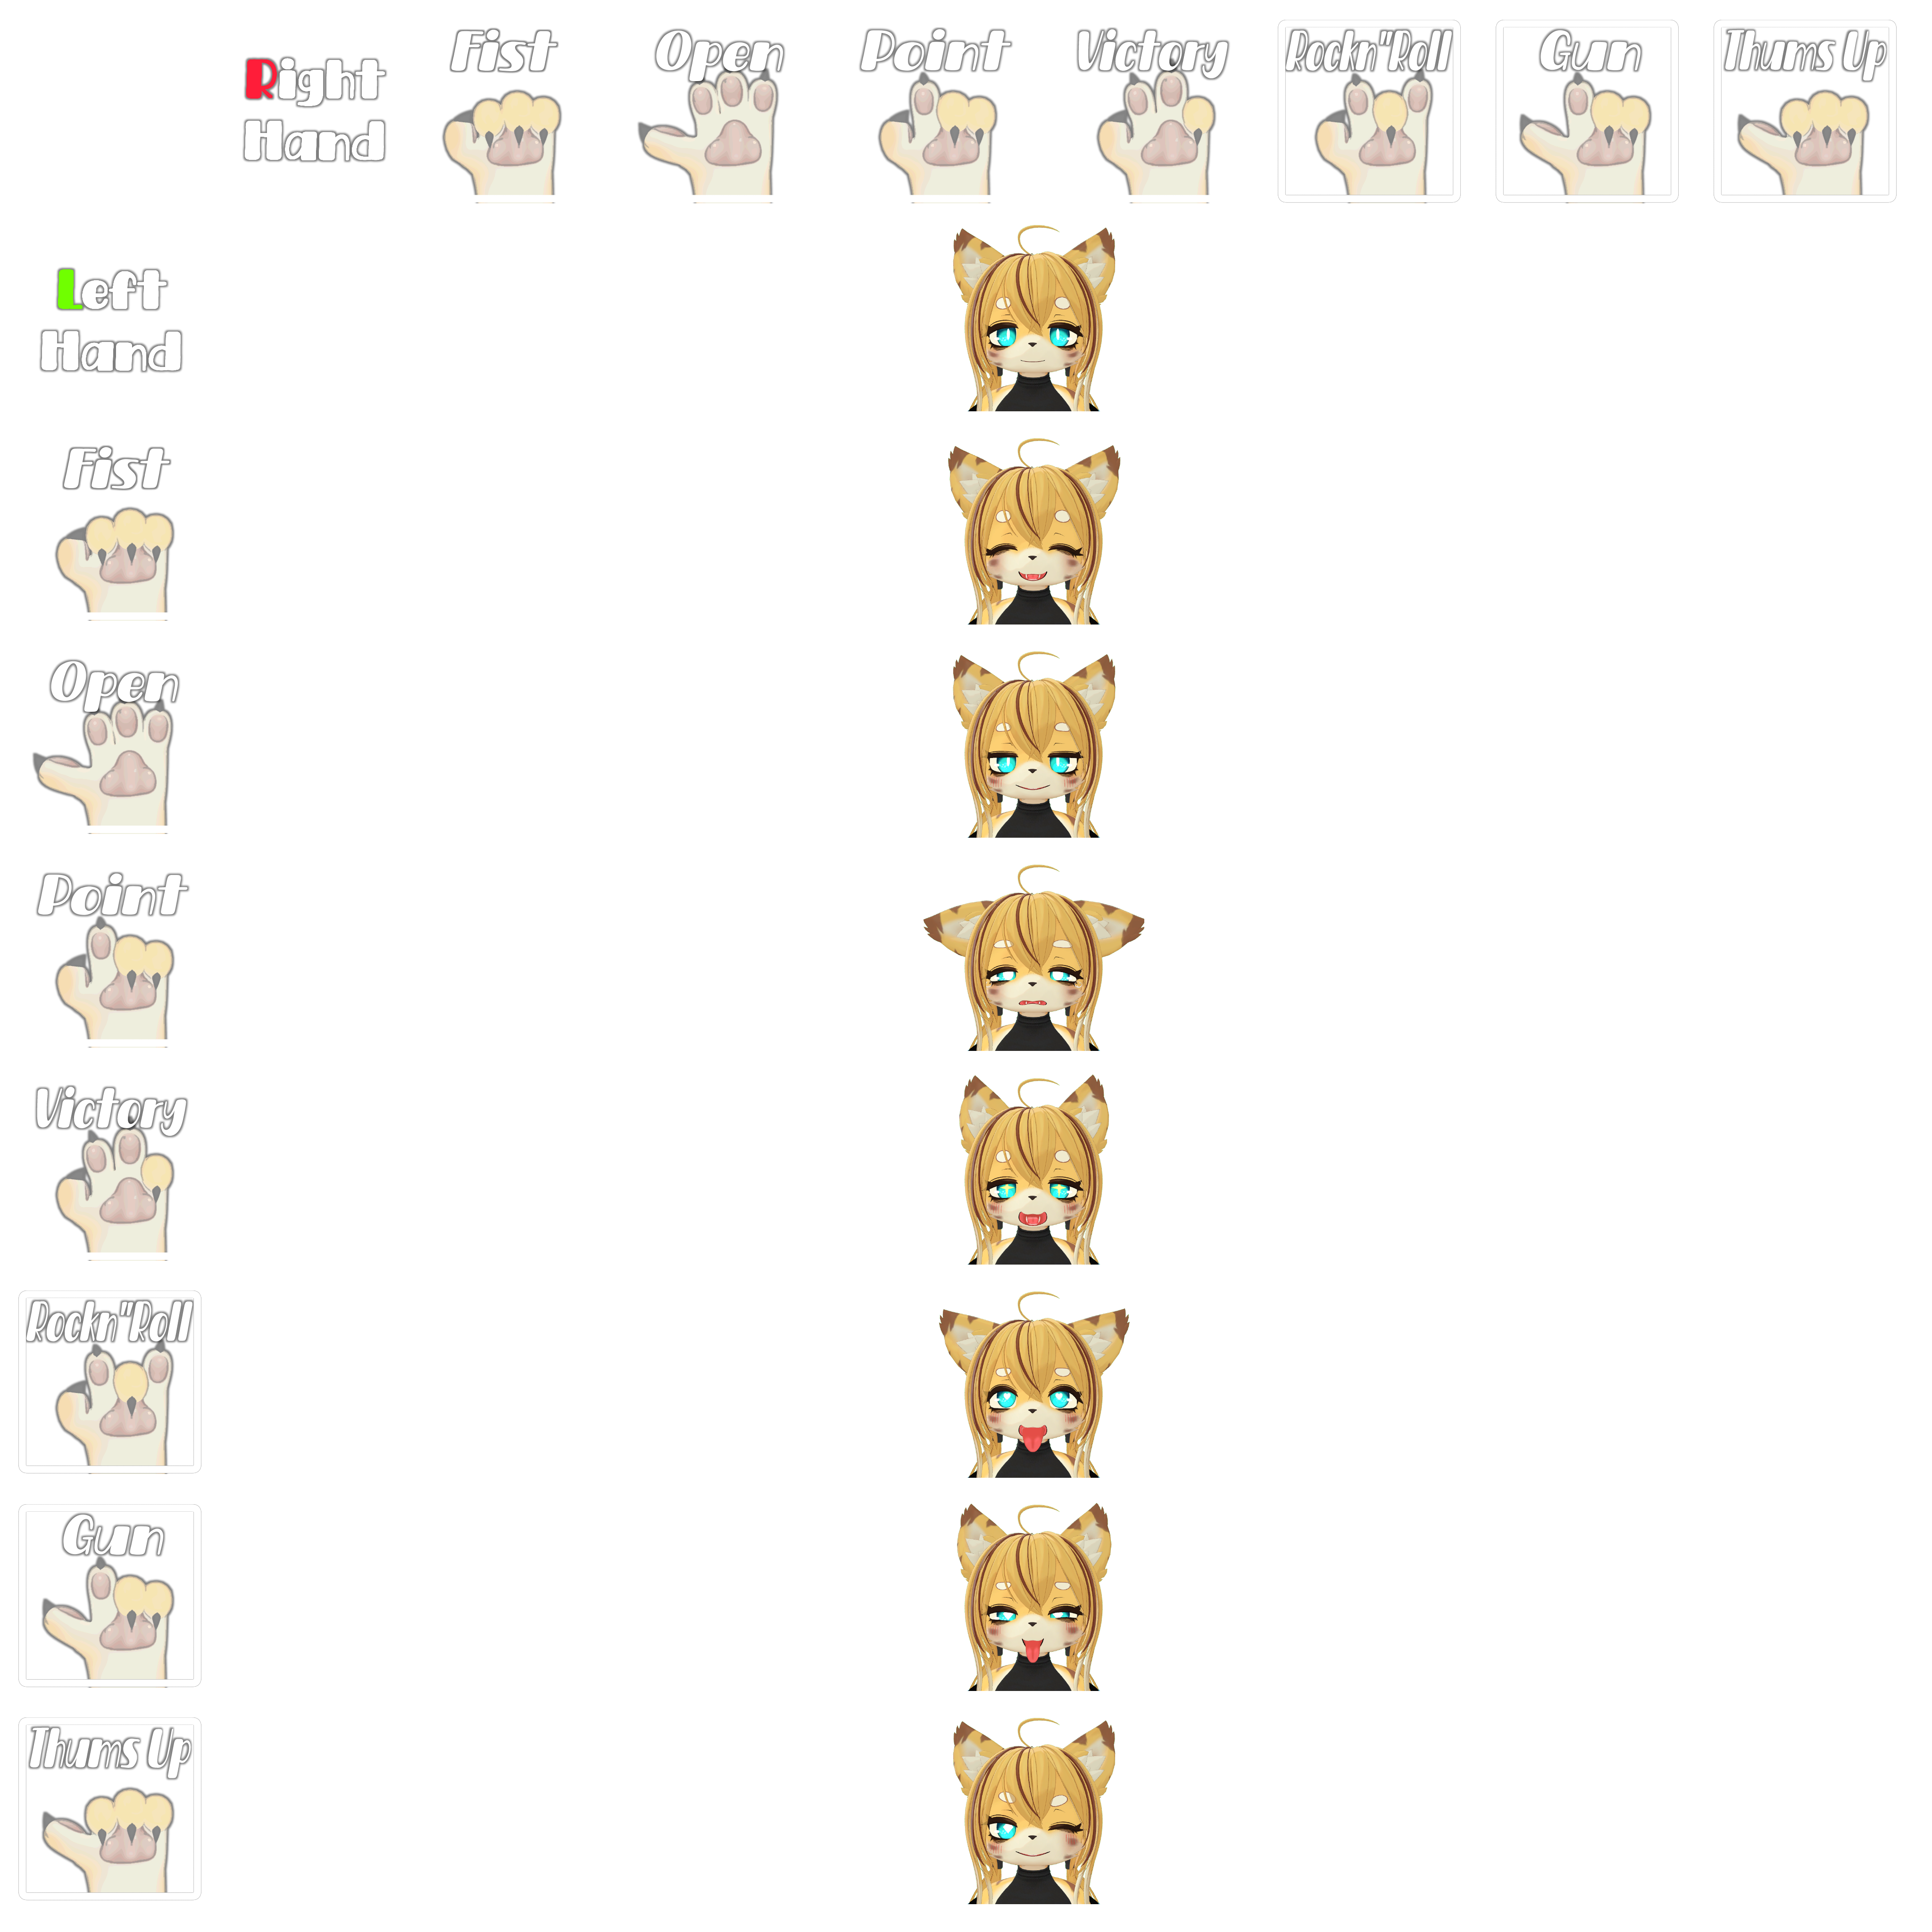 Right
Hand
Fist
Open
Point
Victory
Rockn"Roll
Gun
Thums Up
Left
Hand
Fist
Open
Point
Victory
Rockn"Roll
Gun
Thums Up